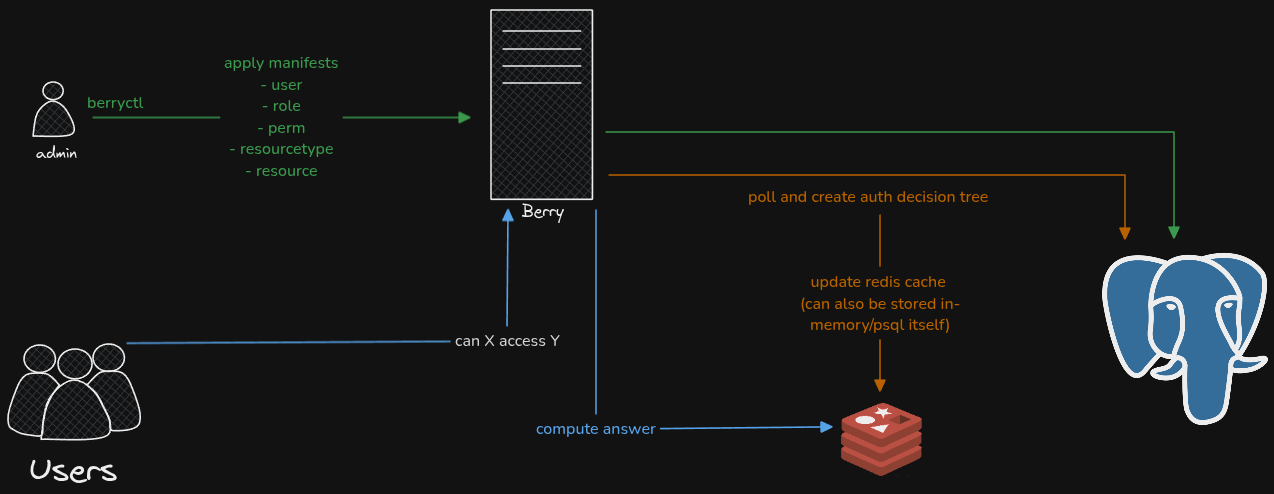 apply manifests
- user
- role
- perm
- resourcetype
- resource
berryctl
admin
Berry
poll and create auth decision tree
update redis cache
(can also be stored in-
memory/psql itself)
can X access Y
compute answer
Users